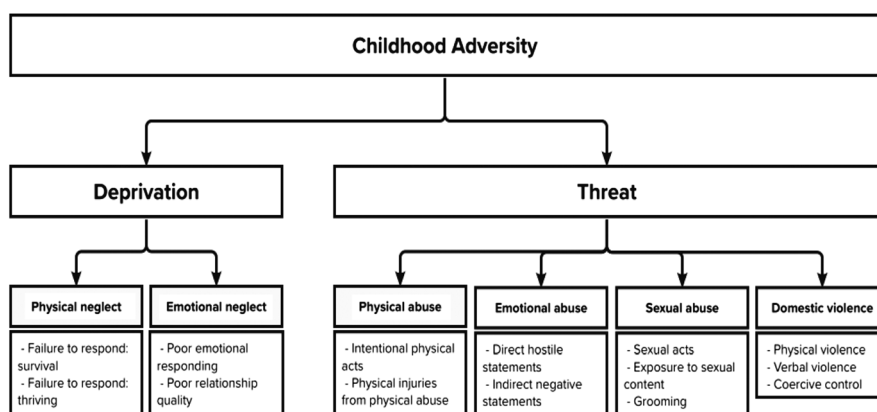 Childhood Adversity
Deprivation
Threat
Physical neglect
Emotional neglect
Physical abuse
Emotional abuse
Sexual abuse
Domestic violence
- Failure to respond:
survival
- Failure to respond:
thriving
- Poor emotional
responding
- Poor relationship
quality
- Intentional physical
acts
- Physical injuries
from physical abuse
- Direct hostile
statements
- Indirect negative
statements
- Sexual acts
- Exposure to sexual
content
- Grooming
- Physical violence
- Verbal violence
- Coercive control